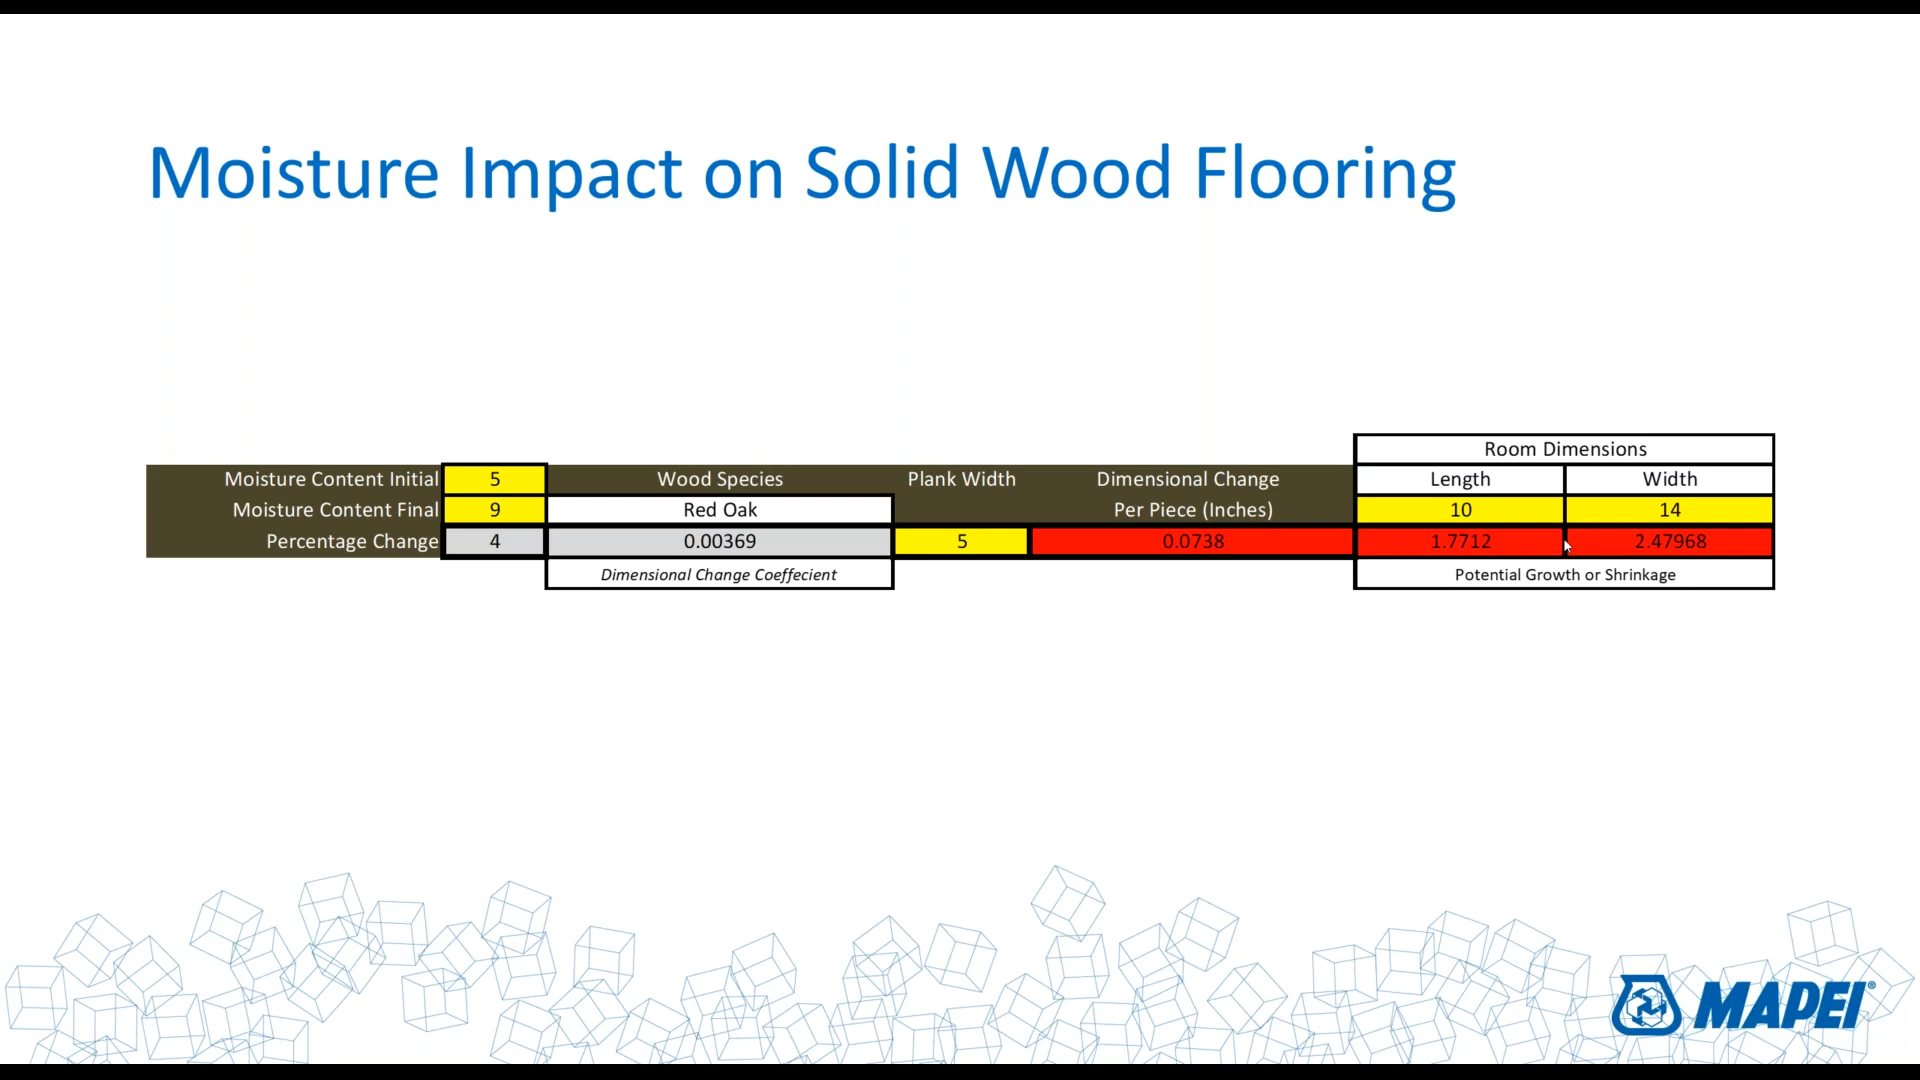 Moisture Impact on Solid Wood Flooring
Room Dimensions
Moisture Content Initial 5 Wood Species Plank Width Dimensional Change Length Width
Moisture Content Final 9 Red Oak Per Piece (Inches) 10 14
Percentage Change 4 0.00369 5 0.0738 1.7712 2.47968
Dimensional Change Coeffecient Potential Growth or Shrinkage
MAPEI®